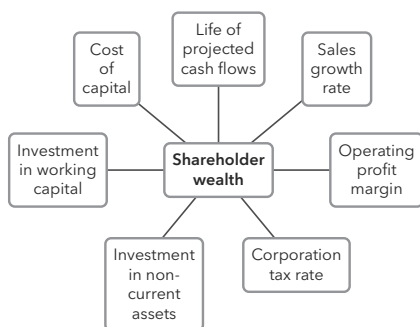 Life of
projected
cash flows
Cost
of
capital
Sales
growth
rate
Investment
in working
capital
Shareholder
wealth
Operating
profit
margin
Investment
in non-
current
assets
Corporation
tax rate